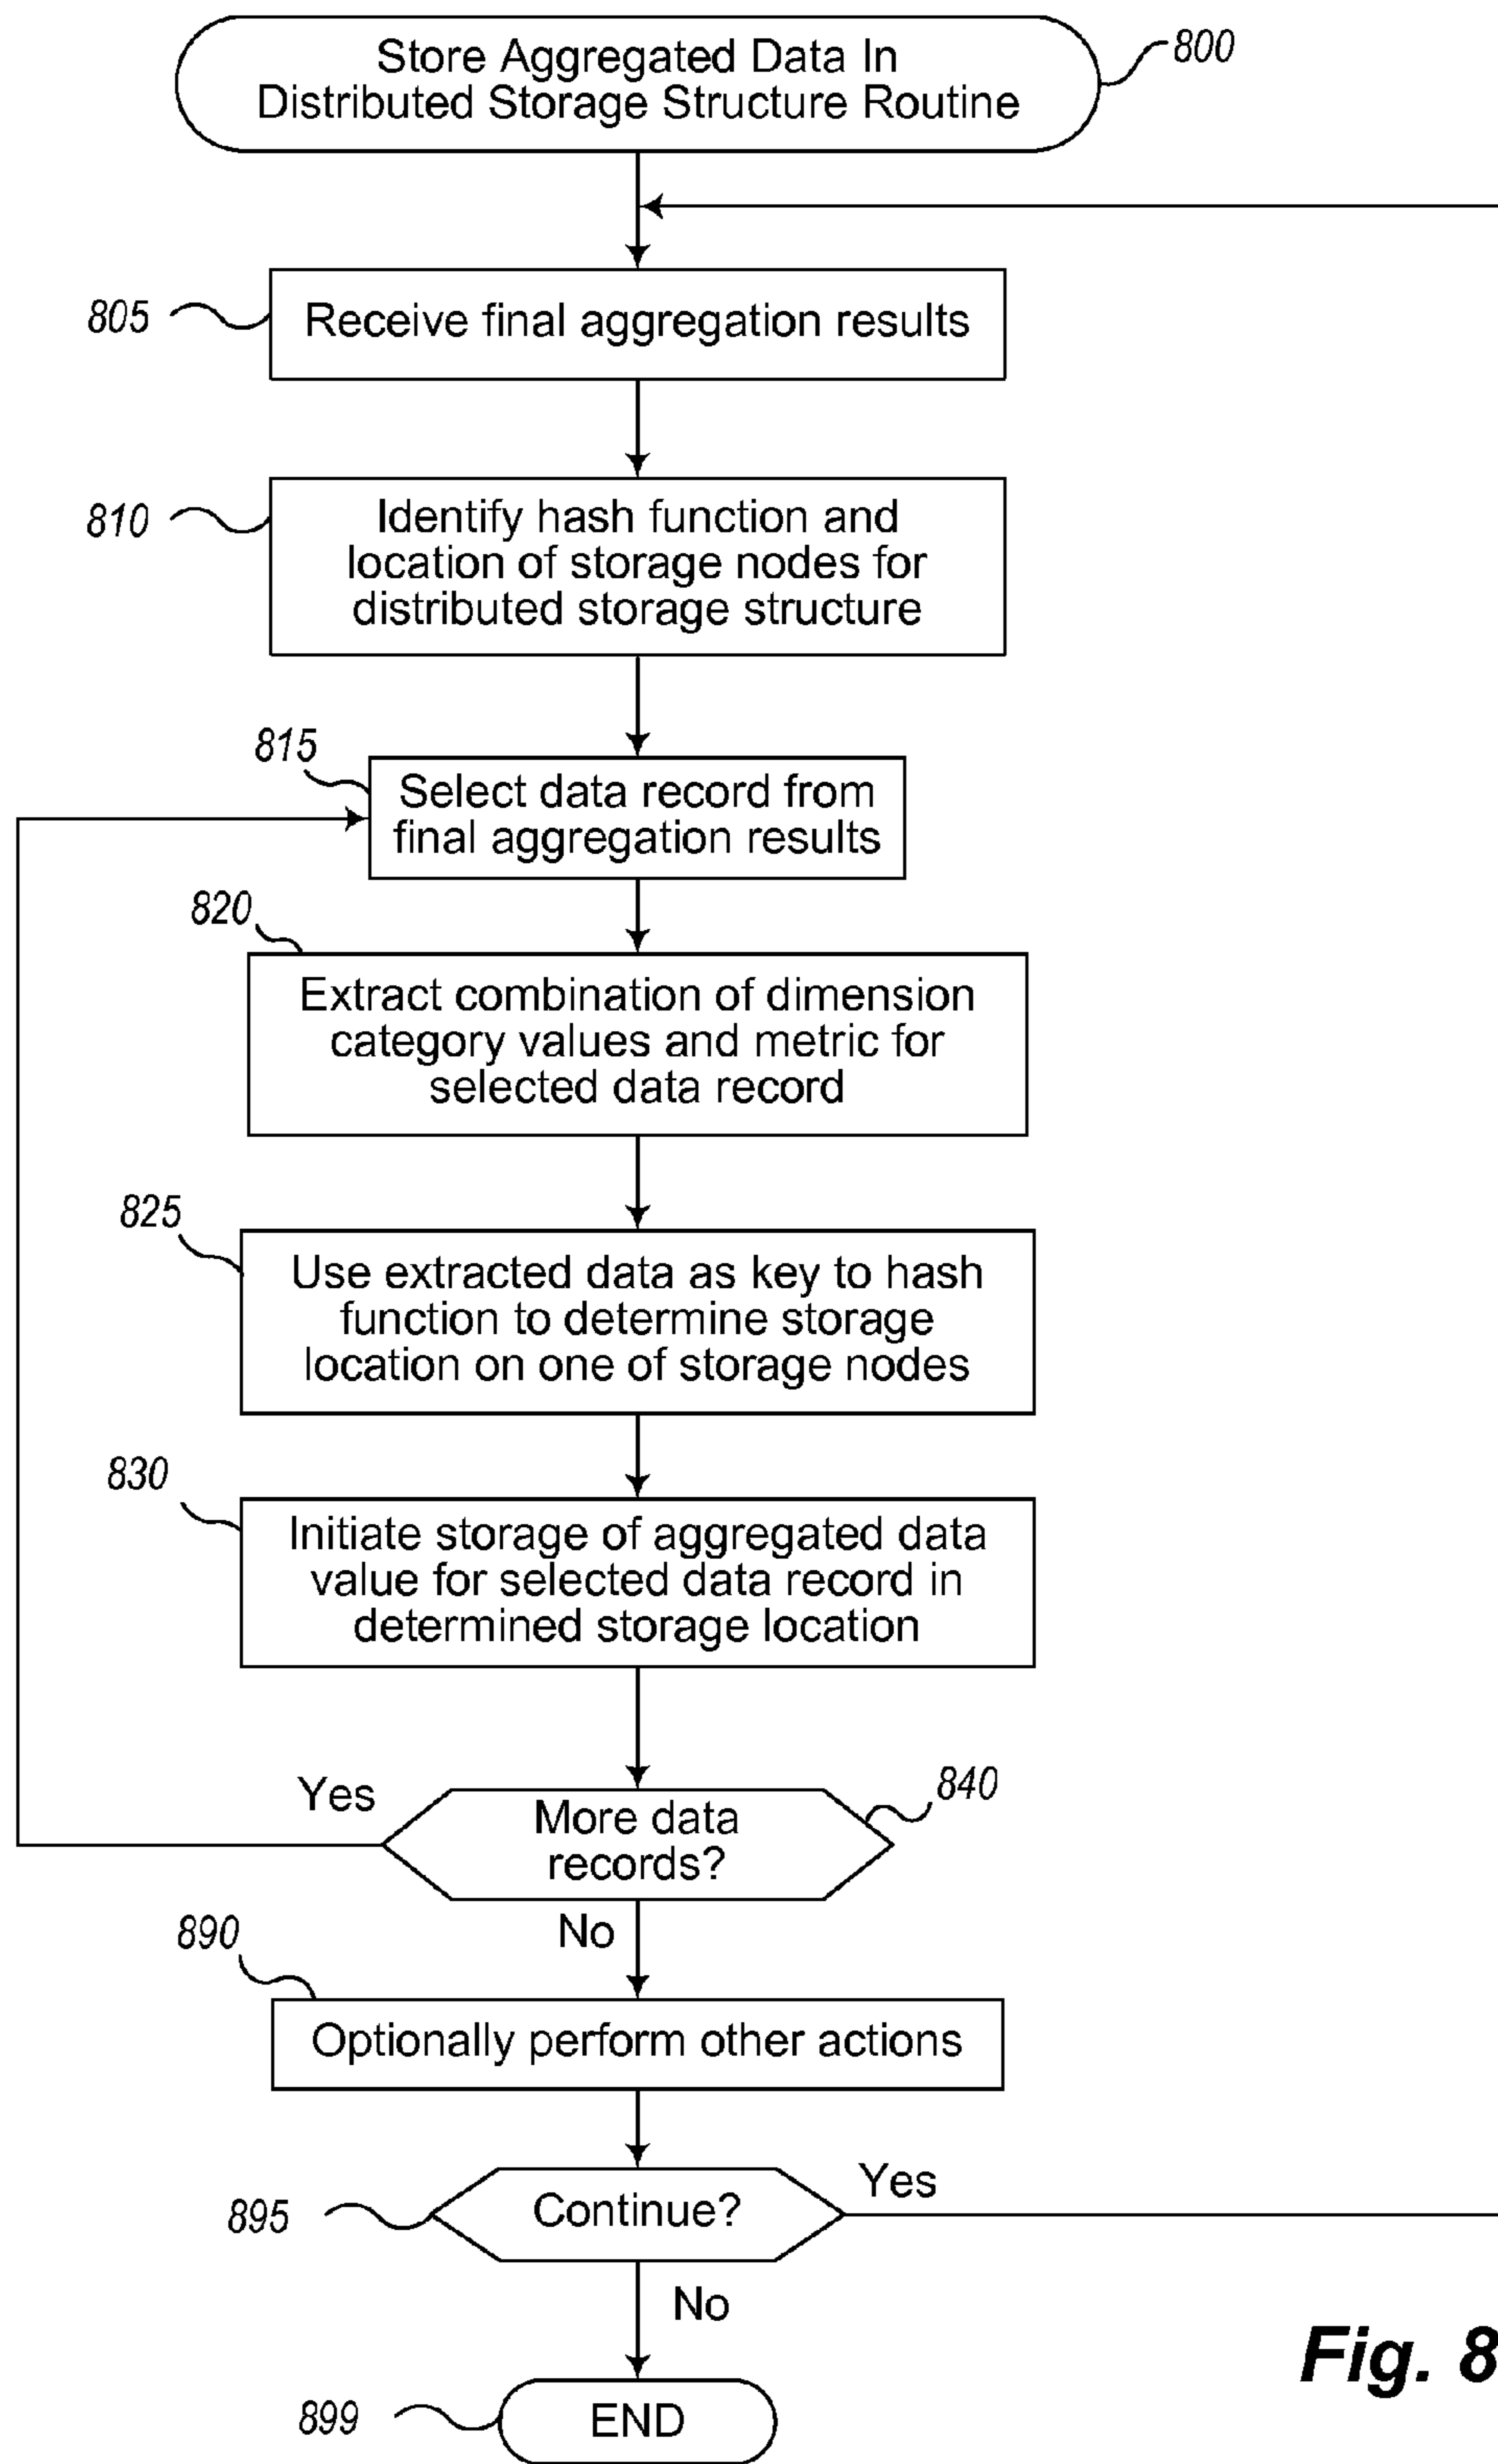 Store Aggregated Data In
Distributed Storage Structure Routine
800
805
Receive final aggregation results
810
Identify hash function and
location of storage nodes for
distributed storage structure
815
Select data record from
final aggregation results
820
Extract combination of dimension
category values and metric for
selected data record
825
Use extracted data as key to hash
function to determine storage
location on one of storage nodes
830
Initiate storage of aggregated data
value for selected data record in
determined storage location
Yes
840
More data
records?
No
890
Optionally perform other actions
895
Continue?
Yes
No
Fig. 8
899
END